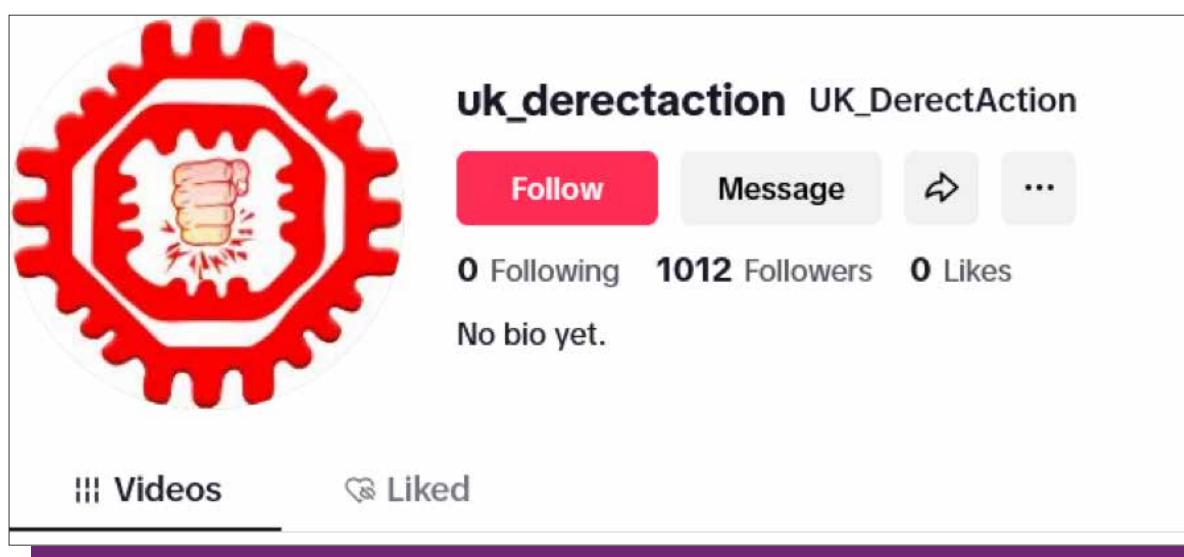 uk_derectaction UK_DerectAction
Follow Message
0 Following 1012 Followers 0 Likes
No bio yet.
Videos Liked